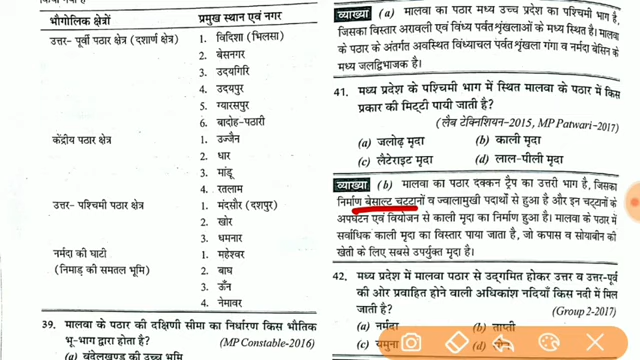 भौगोलिक क्षेत्रों
प्रमुख स्थान एवं नगर
उत्तर- पूर्वी पठार क्षेत्र (दशार्ण क्षेत्र)
1. विदिशा (भिलसा)
2. बेसनगर
3. उदयगिरि
4. उदयपुर
5. ग्यारसपुर
6. बादोह-पठारी
केंद्रीय पठार क्षेत्र
1. उज्जैन
2. धार
3. मांडू
4. रतलाम
उत्तर- पश्चिमी पठार क्षेत्र
1. मंदसौर (दशपुर)
2. खोर
3. धमनार
नर्मदा की घाटी
(निमाड़ की समतल भूमि)
1. महेश्वर
2. बाघ
3. ऊँन
4. नेमावर
39. मालवा के पठार की दक्षिणी सीमा का निर्धारण किस भौतिक
भू-भाग द्वारा होता है? (MP Constable-2016)
(a) बुंदेलखण्ड की उच्च भूमि
व्याख्या (a) मालवा का पठार मध्य उच्च प्रदेश का पश्चिमी भाग है,
जिसका विस्तार अरावली एवं विंध्य पर्वत शृंखलाओं के मध्य स्थित है। मालवा
के पठार के अंतर्गत अवस्थित विंध्याचल पर्वत शृंखला गंगा व नर्मदा बेसिन के
मध्य जलद्विभाजक है।
41. मध्य प्रदेश के पश्चिमी भाग में स्थित मालवा के पठार में किस
प्रकार की मिट्टी पायी जाती है?
(लैब टेक्निशियन-2015, MP Patwari-2017)
(a) जलोढ़ मृदा (b) काली मृदा
(c) लैटेराइट मृदा (d) लाल-पीली मृदा
व्याख्या (b) मालवा का पठार दक्कन ट्रैप का उत्तरी भाग है, जिसका
निर्माण बेसाल्ट चट्टानों व ज्वालामुखी पदार्थों से हुआ है और इन चट्टानों के
अपघटन एवं वियोजन से काली मृदा का निर्माण हुआ है। मालवा के पठार में
सर्वाधिक काली मृदा का विस्तार पाया जाता है, जो कपास व सोयाबीन की
खेती के लिए सबसे उपर्युक्त मृदा है।
42. मध्य प्रदेश में मालवा पठार से उद्गमित होकर उत्तर व उत्तर-पूर्व
की ओर प्रवाहित होने वाली अधिकांश नदियाँ किस नदी में मिल
जाती है? (Group 2-2017)
(a) नर्मदा (b) ताप्ती
(c) यमुना (d)